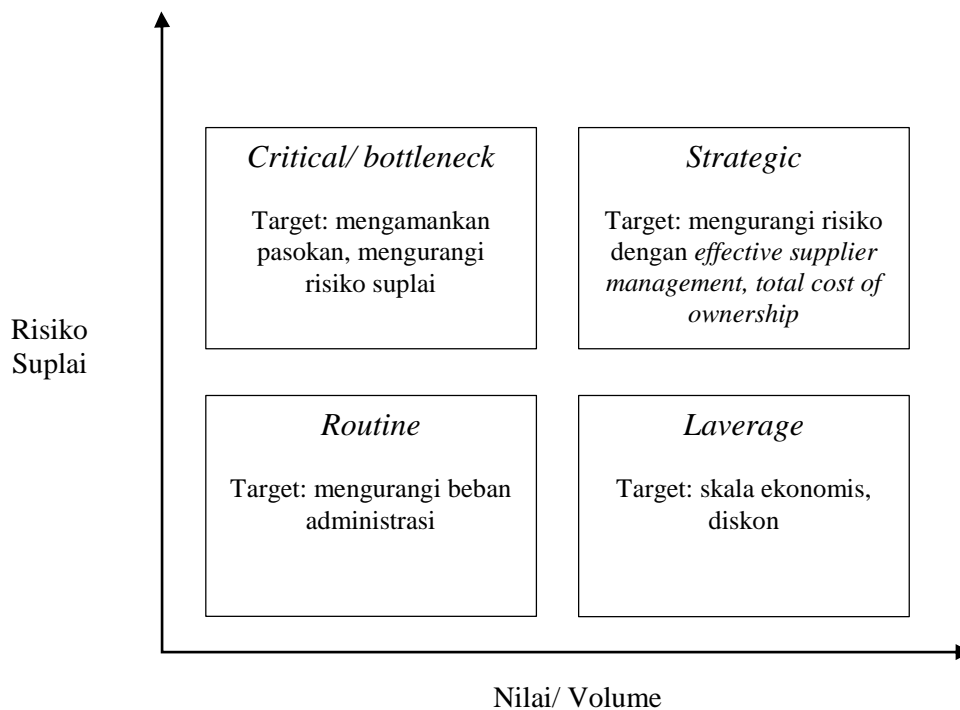 Critical/ bottleneck
Target: mengamankan
pasokan, mengurangi
risiko suplai
Strategic
Target: mengurangi risiko
dengan effective supplier
management, total cost of
ownership
Risiko
Suplai
Routine
Target: mengurangi beban
administrasi
Laverage
Target: skala ekonomis,
diskon
Nilai/ Volume